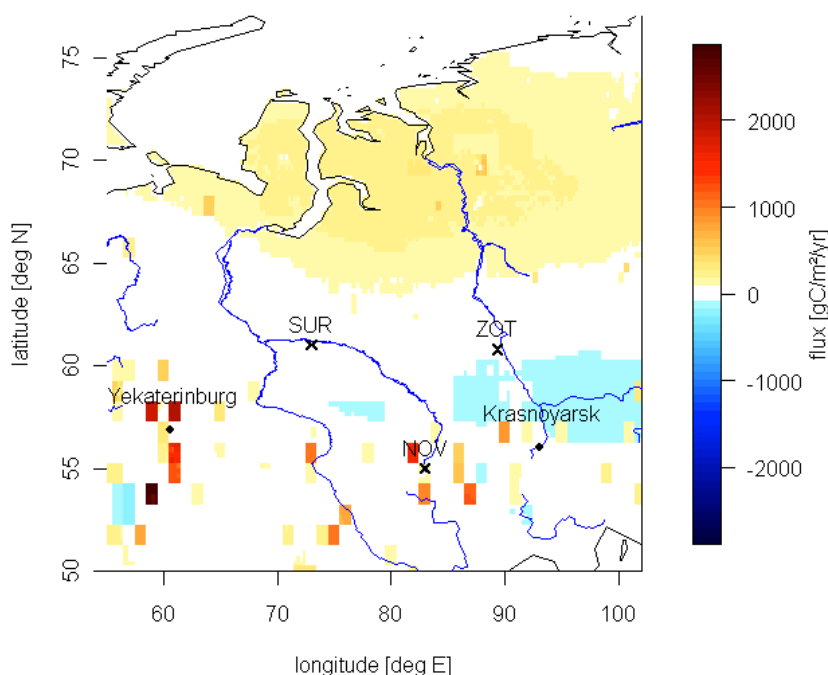 75
70
65
60
55
50
latitude [deg N]
SUR
ZOT
Yekaterinburg
Krasnoyarsk
NOV
60
70
80
90
100
longitude [deg E]
2000
1000
0
-1000
-2000
flux [gC/m²/yr]